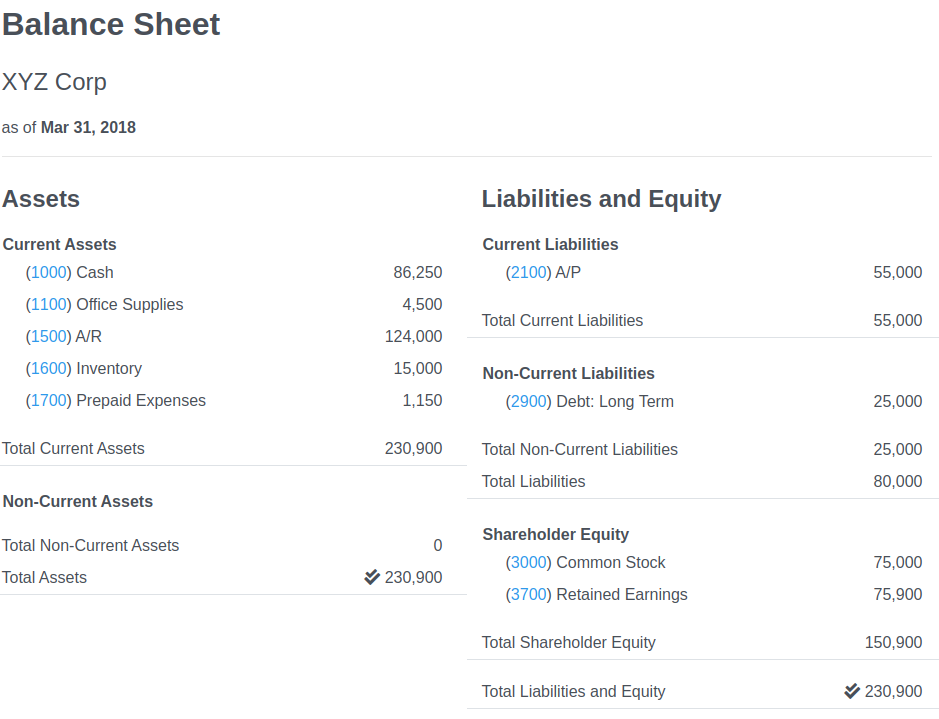 Balance Sheet
XYZ Corp
as of Mar 31, 2018
Assets
Current Assets
(1000) Cash 86,250
(1100) Office Supplies 4,500
(1500) A/R 124,000
(1600) Inventory 15,000
(1700) Prepaid Expenses 1,150
Total Current Assets 230,900
Non-Current Assets
Total Non-Current Assets 0
Total Assets 230,900
Liabilities and Equity
Current Liabilities
(2100) A/P 55,000
Total Current Liabilities 55,000
Non-Current Liabilities
(2900) Debt: Long Term 25,000
Total Non-Current Liabilities 25,000
Total Liabilities 80,000
Shareholder Equity
(3000) Common Stock 75,000
(3700) Retained Earnings 75,900
Total Shareholder Equity 150,900
Total Liabilities and Equity 230,900